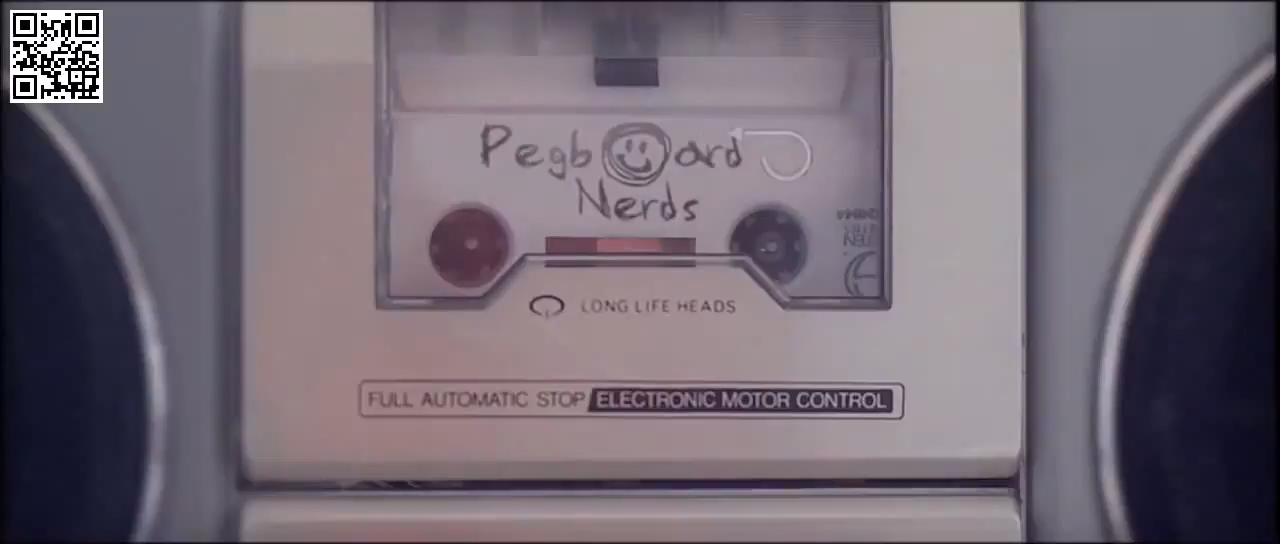 Pegboard
Nerds
LONG LIFE HEADS
FULL AUTOMATIC STOP ELECTRONIC MOTOR CONTROL